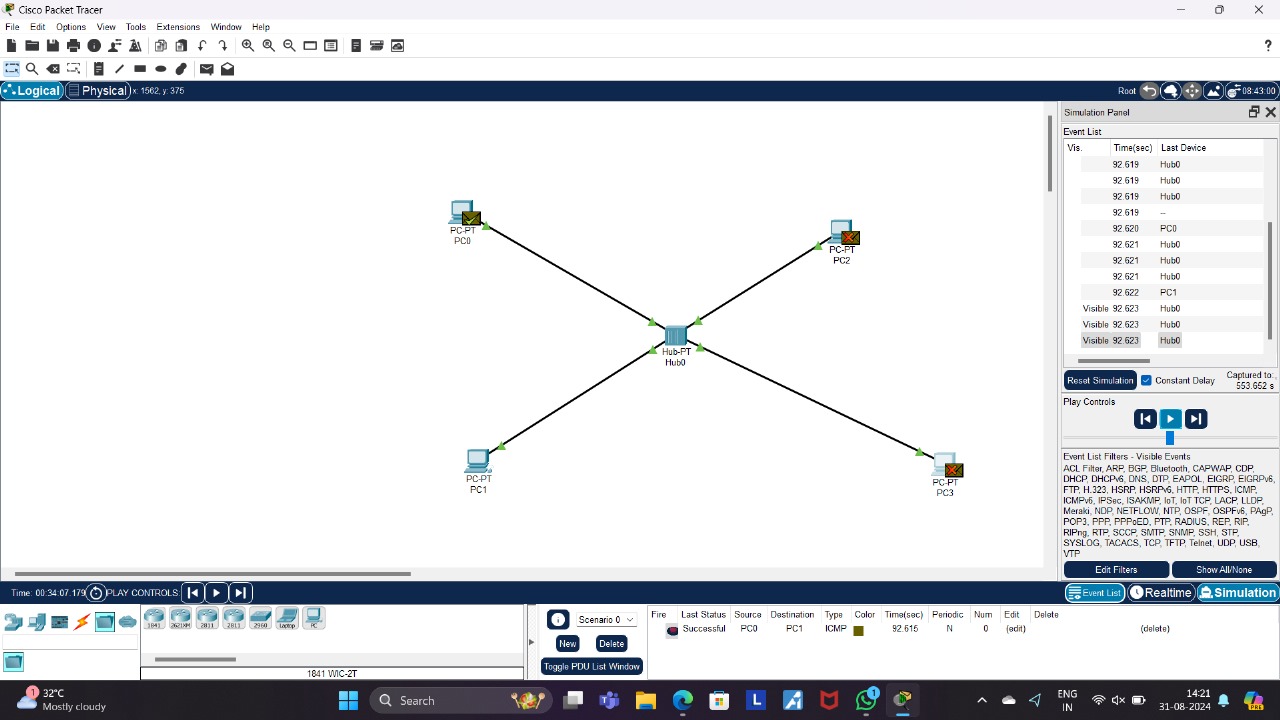 Cisco Packet Tracer
File Edit Options View Tools Extensions Window Help
Logical Physical x: 1562, y: 375
Root 08:43:00
PC-PT
PC0
PC-PT
PC2
Hub-PT
Hub0
PC-PT
PC1
PC-PT
PC3
Simulation Panel
Event List
Vis. Time(sec) Last Device
92.619 Hub0
92.619 Hub0
92.619 Hub0
92.619 --
92.620 PC0
92.621 Hub0
92.621 Hub0
92.621 Hub0
92.622 PC1
Visible 92.623 Hub0
Visible 92.623 Hub0
Visible 92.623 Hub0
Reset Simulation Constant Delay Captured to:
553.652 s
Play Controls
Event List Filters - Visible Events
ACL Filter, ARP, BGP, Bluetooth, CAPWAP, CDP,
DHCP, DHCPv6, DNS, DTP, EAPOL, EIGRP, EIGRPv6,
FTP, H.323, HSRP, HSRPv6, HTTP, HTTPS, ICMP,
ICMPv6, IPSec, ISAKMP, IoT, IoT TCP, LACP, LLDP,
Meraki, NDP, NETFLOW, NTP, OSPF, OSPFv6, PAgP,
POP3, PPP, PPPoED, PTP, RADIUS, REP, RIP,
RIPng, RTP, SCCP, SMTP, SNMP, SSH, STP,
SYSLOG, TACACS, TCP, TFTP, Telnet, UDP, USB,
VTP
Edit Filters Show All/None
Time: 00:34:07.179 PLAY CONTROLS:
Event List Realtime Simulation
1841 2621XM 2811 2811 2960 laptop PC
1841 WIC-2T
Scenario 0
New Delete
Toggle PDU List Window
Fire Last Status Source Destination Type Color Time(sec) Periodic Num Edit Delete
Successful PC0 PC1 ICMP 92.615 N 0 (edit) (delete)
1
32°C
Mostly cloudy
Search
L
1
ENG
IN
14:21
31-08-2024
PRE